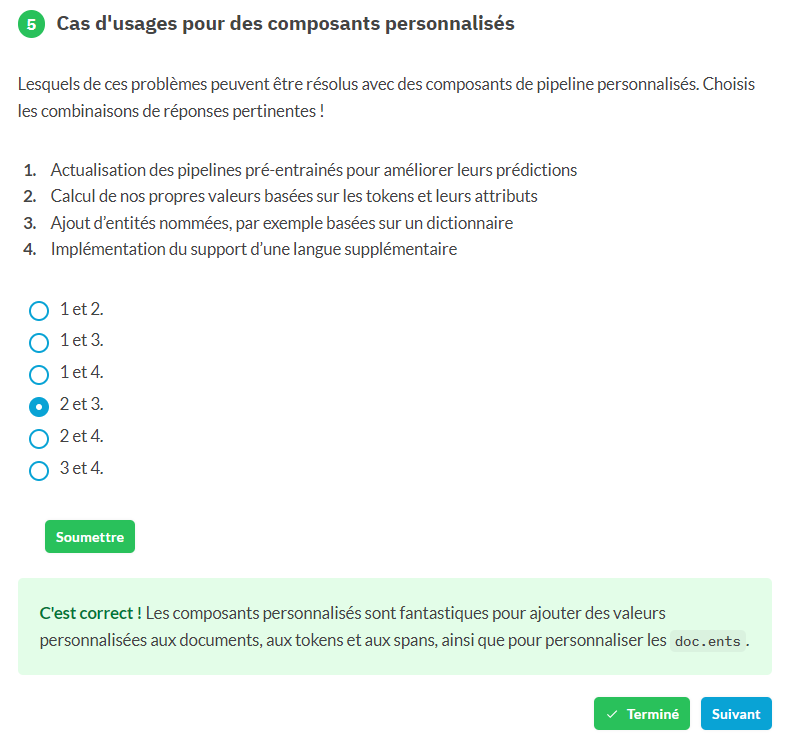 5 Cas d'usages pour des composants personnalisés
Lesquels de ces problèmes peuvent être résolus avec des composants de pipeline personnalisés. Choisis
les combinaisons de réponses pertinentes !
1. Actualisation des pipelines pré-entrainés pour améliorer leurs prédictions
2. Calcul de nos propres valeurs basées sur les tokens et leurs attributs
3. Ajout d’entités nommées, par exemple basées sur un dictionnaire
4. Implémentation du support d’une langue supplémentaire
1 et 2.
1 et 3.
1 et 4.
2 et 3.
2 et 4.
3 et 4.
Soumettre
C'est correct ! Les composants personnalisés sont fantastiques pour ajouter des valeurs
personnalisées aux documents, aux tokens et aux spans, ainsi que pour personnaliser les doc.ents.
✓ Terminé
Suivant